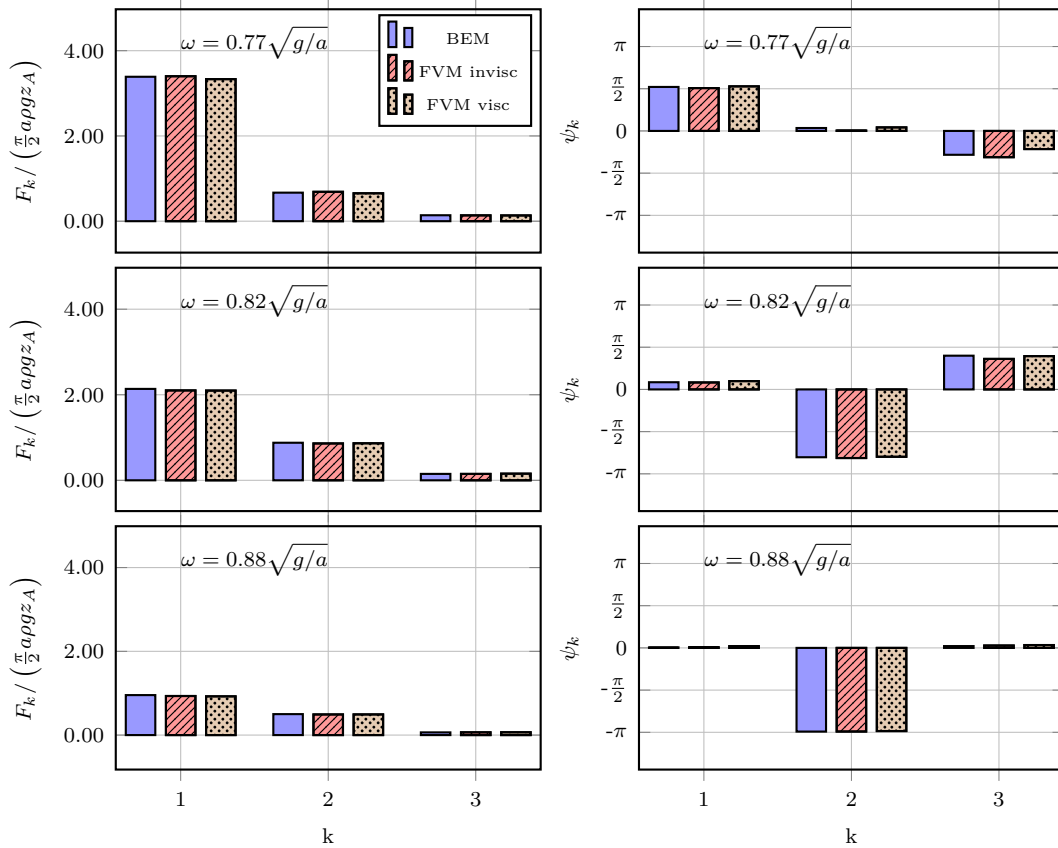 4.00
2.00
0.00
F_k / (π/2 aρgz_A)
ω = 0.77√(g/a)
BEM
FVM invisc
FVM visc
π
π/2
0
-π/2
-π
ψ_k
ω = 0.77√(g/a)
4.00
2.00
0.00
F_k / (π/2 aρgz_A)
ω = 0.82√(g/a)
π
π/2
0
-π/2
-π
ψ_k
ω = 0.82√(g/a)
4.00
2.00
0.00
F_k / (π/2 aρgz_A)
ω = 0.88√(g/a)
1 2 3
k
π
π/2
0
-π/2
-π
ψ_k
ω = 0.88√(g/a)
1 2 3
k